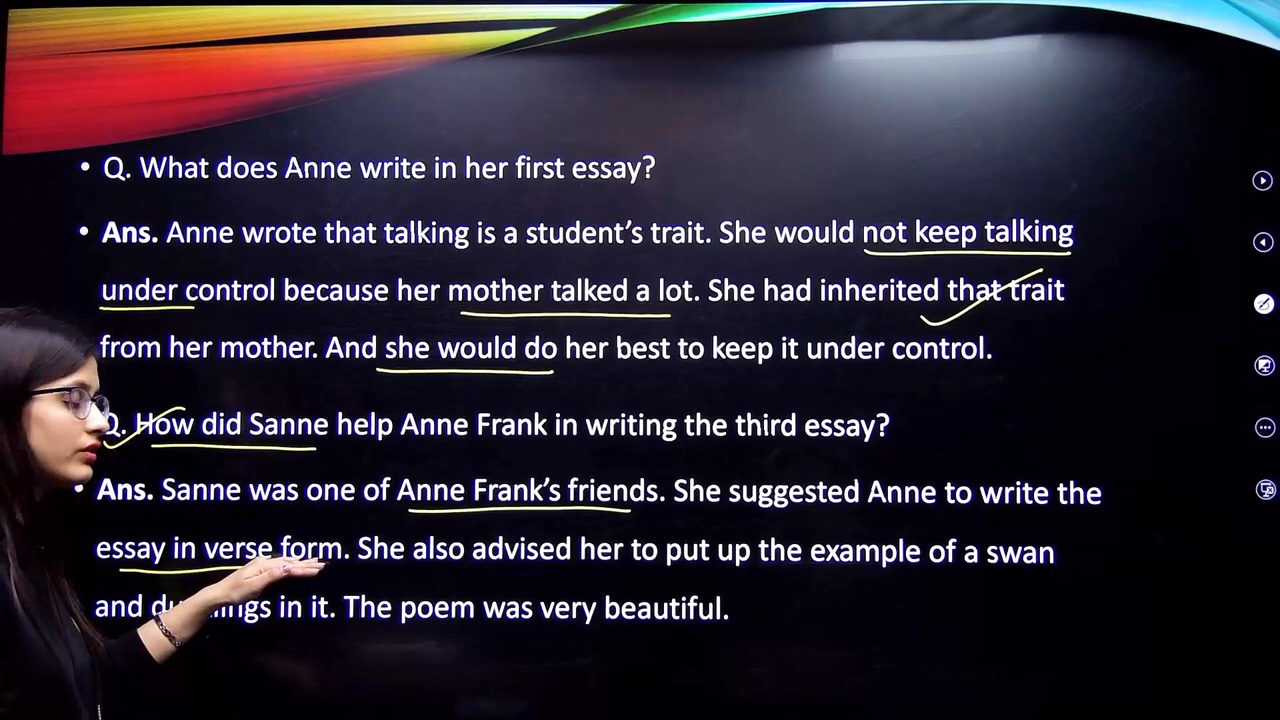 • Q. What does Anne write in her first essay?
• Ans. Anne wrote that talking is a student's trait. She would not keep talking
under control because her mother talked a lot. She had inherited that trait
from her mother. And she would do her best to keep it under control.
Q. How did Sanne help Anne Frank in writing the third essay?
• Ans. Sanne was one of Anne Frank's friends. She suggested Anne to write the
essay in verse form. She also advised her to put up the example of a swan
and in it. The poem was very beautiful.